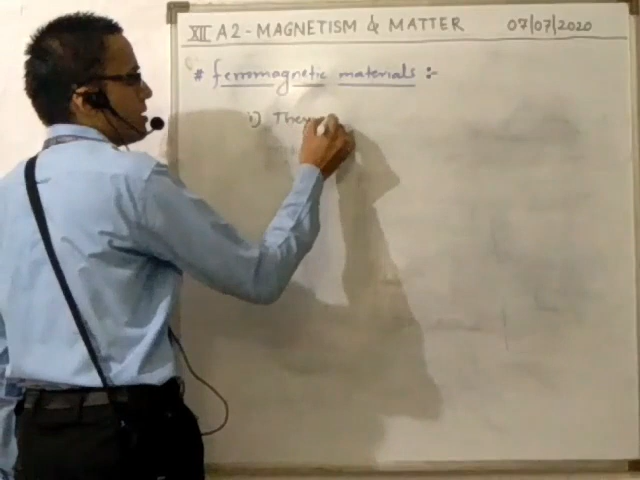 XII A2 - MAGNETISM & MATTER 07/07/2020
# ferromagnetic materials :-
i) They